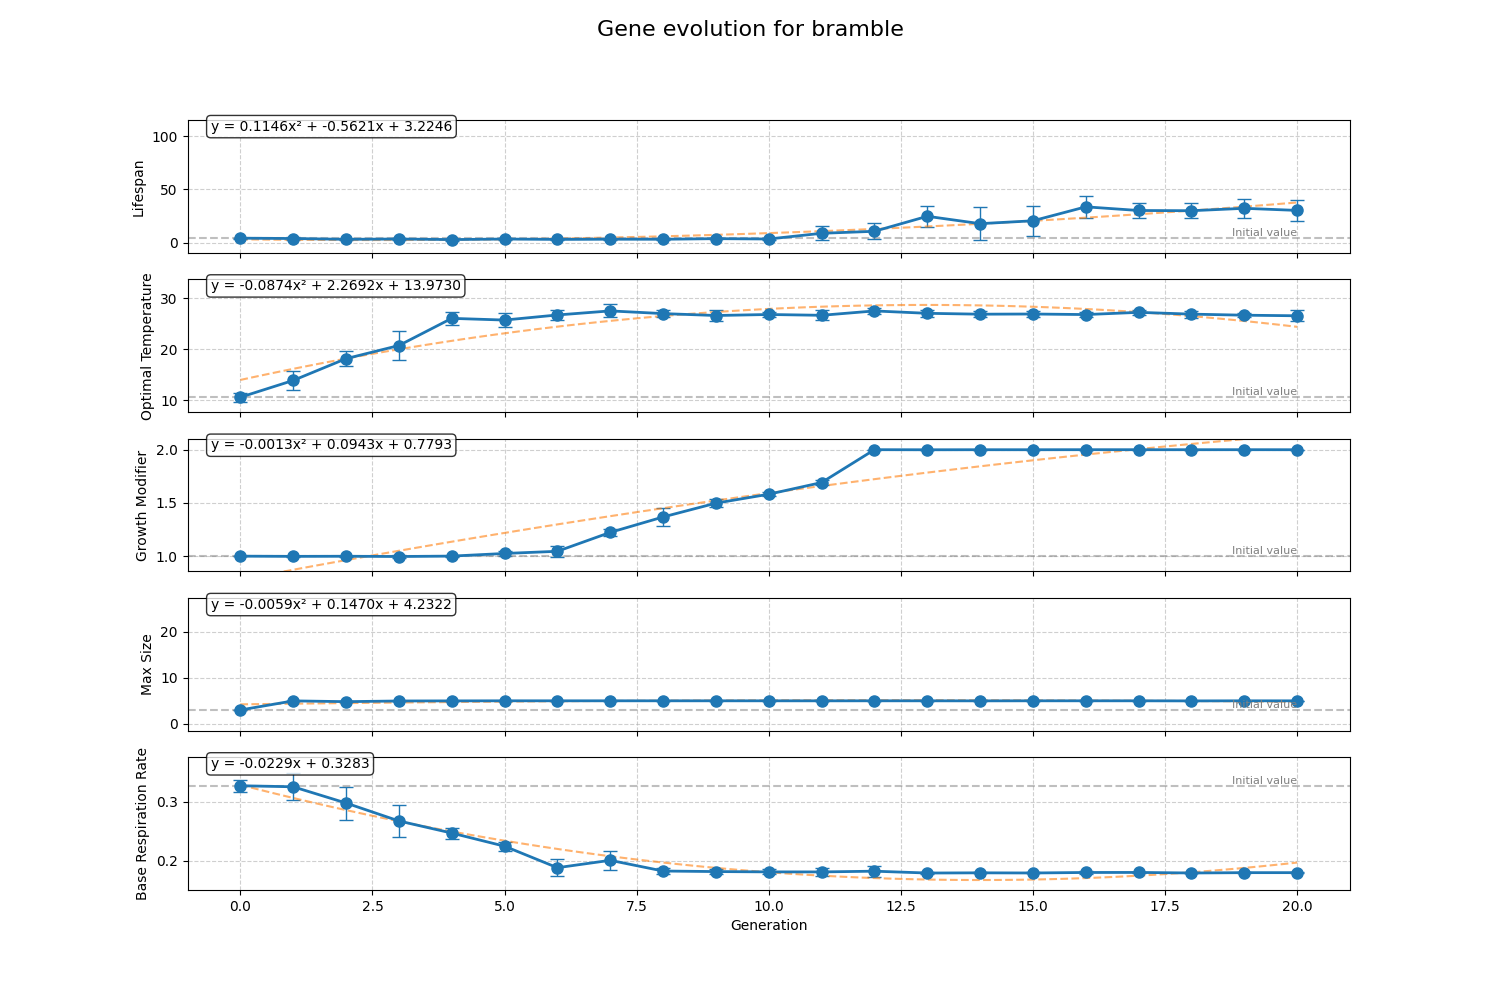 Gene evolution for bramble
y = 0.1146x² + -0.5621x + 3.2246
Lifespan
100
50
0
Initial value
y = -0.0874x² + 2.2692x + 13.9730
Optimal Temperature
30
20
10
Initial value
y = -0.0013x² + 0.0943x + 0.7793
Growth Modifier
2.0
1.5
1.0
Initial value
y = -0.0059x² + 0.1470x + 4.2322
Max Size
20
10
0
Initial value
y = -0.0229x + 0.3283
Base Respiration Rate
0.3
0.2
Initial value
0.0 2.5 5.0 7.5 10.0 12.5 15.0 17.5 20.0
Generation